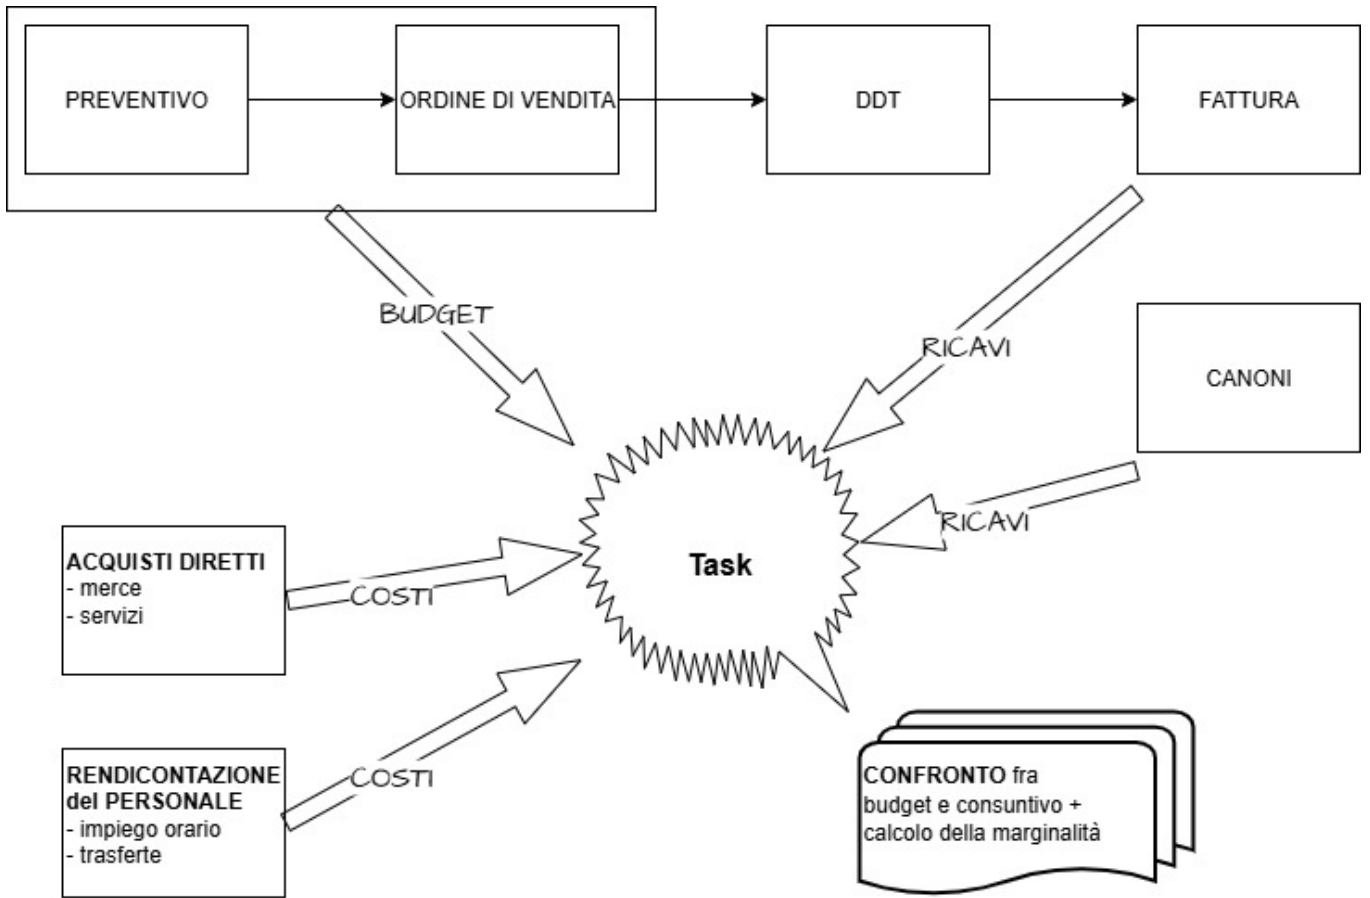 PREVENTIVO
ORDINE DI VENDITA
DDT
FATTURA
BUDGET
RICAVI
CANONI
RICAVI
ACQUISTI DIRETTI
- merce
- servizi
COSTI
Task
RENDICONTAZIONE
del PERSONALE
- impiego orario
- trasferte
COSTI
CONFRONTO fra
budget e consuntivo +
calcolo della marginalità